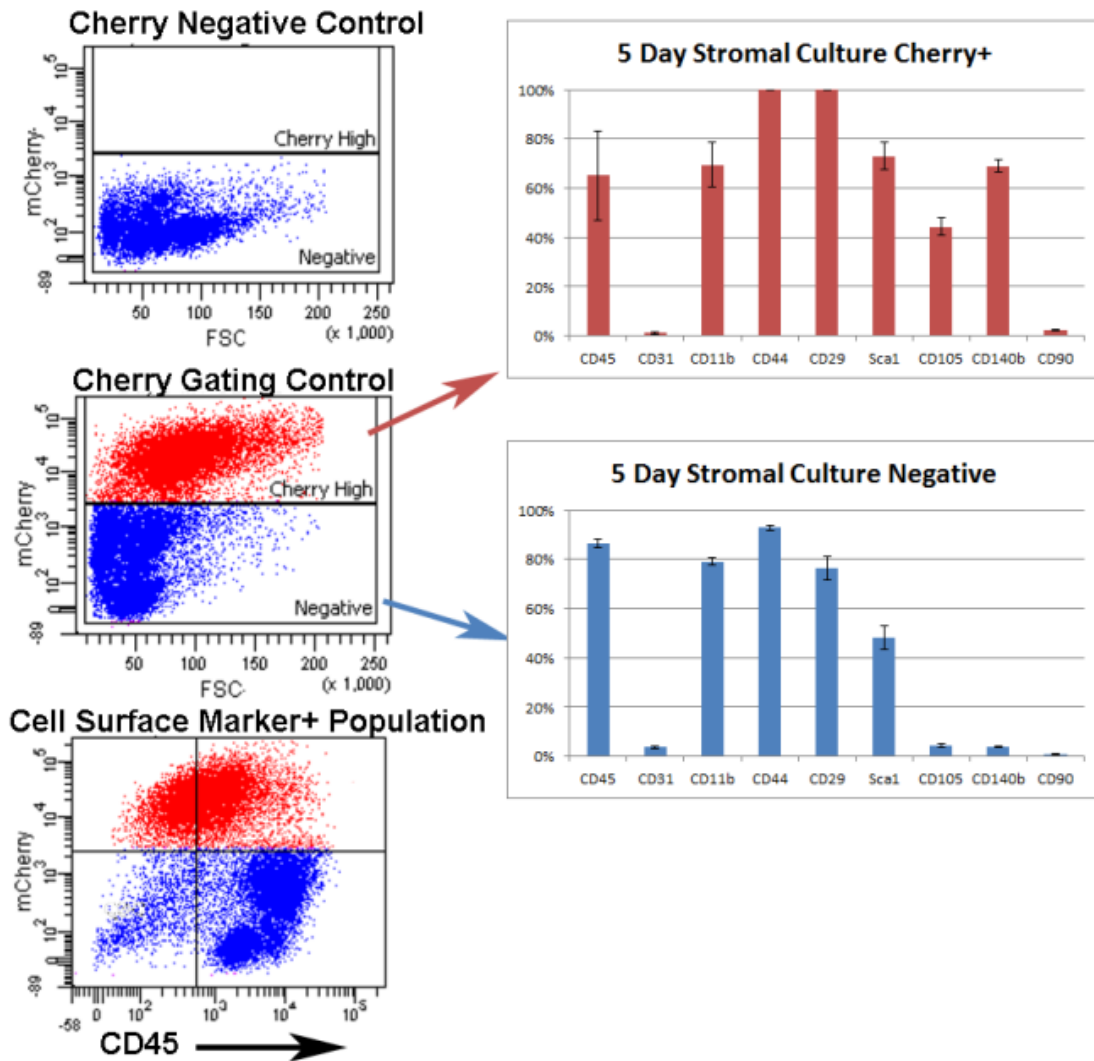 Cherry Negative Control
10^5
10^4
10^3
10^2
0
-89
mCherry
Cherry High
Negative
50 100 150 200 250
FSC
(x 1,000)
Cherry Gating Control
10^5
10^4
10^3
10^2
0
-89
mCherry
Cherry High
Negative
50 100 150 200 250
FSC
(x 1,000)
Cell Surface Marker+ Population
10^5
10^4
10^3
10^2
0
-89
mCherry
-58 0 10^2 10^3 10^4 10^5
CD45
5 Day Stromal Culture Cherry+
100%
80%
60%
40%
20%
0%
CD45 CD31 CD11b CD44 CD29 Sca1 CD105 CD140b CD90
5 Day Stromal Culture Negative
100%
80%
60%
40%
20%
0%
CD45 CD31 CD11b CD44 CD29 Sca1 CD105 CD140b CD90